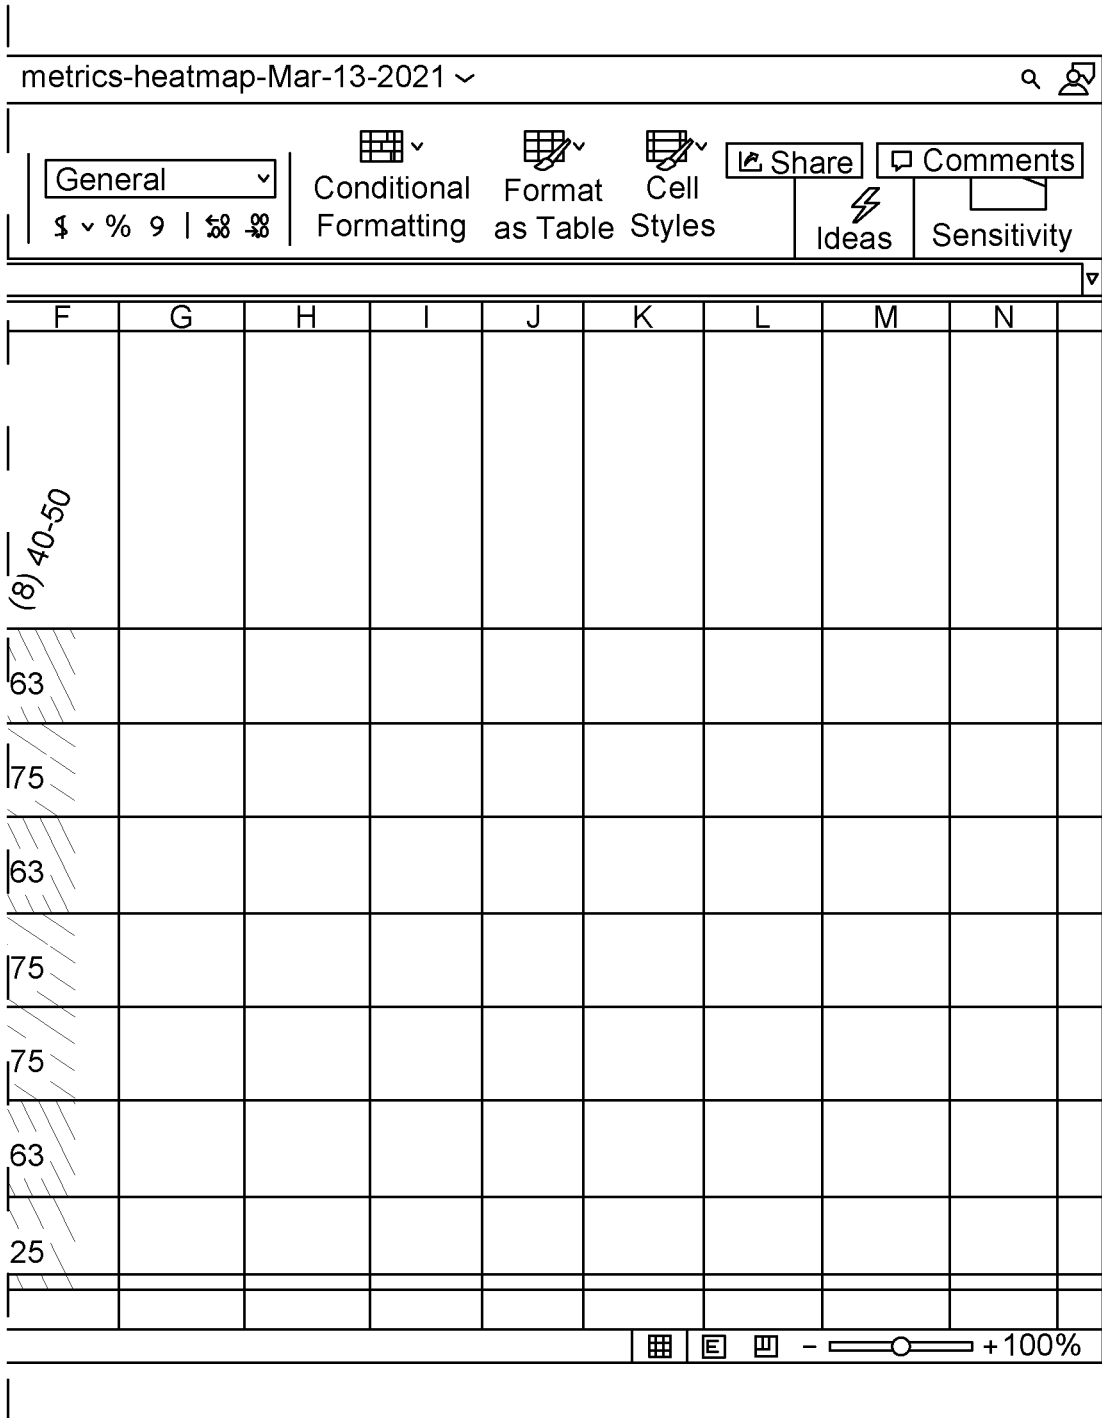 metrics-heatmap-Mar-13-2021
General
$ % 9
Conditional
Formatting
Format
as Table
Cell
Styles
Share
Comments
Ideas
Sensitivity
F G H I J K L M N
(8) 40-50
63
75
63
75
75
63
25
- +100%